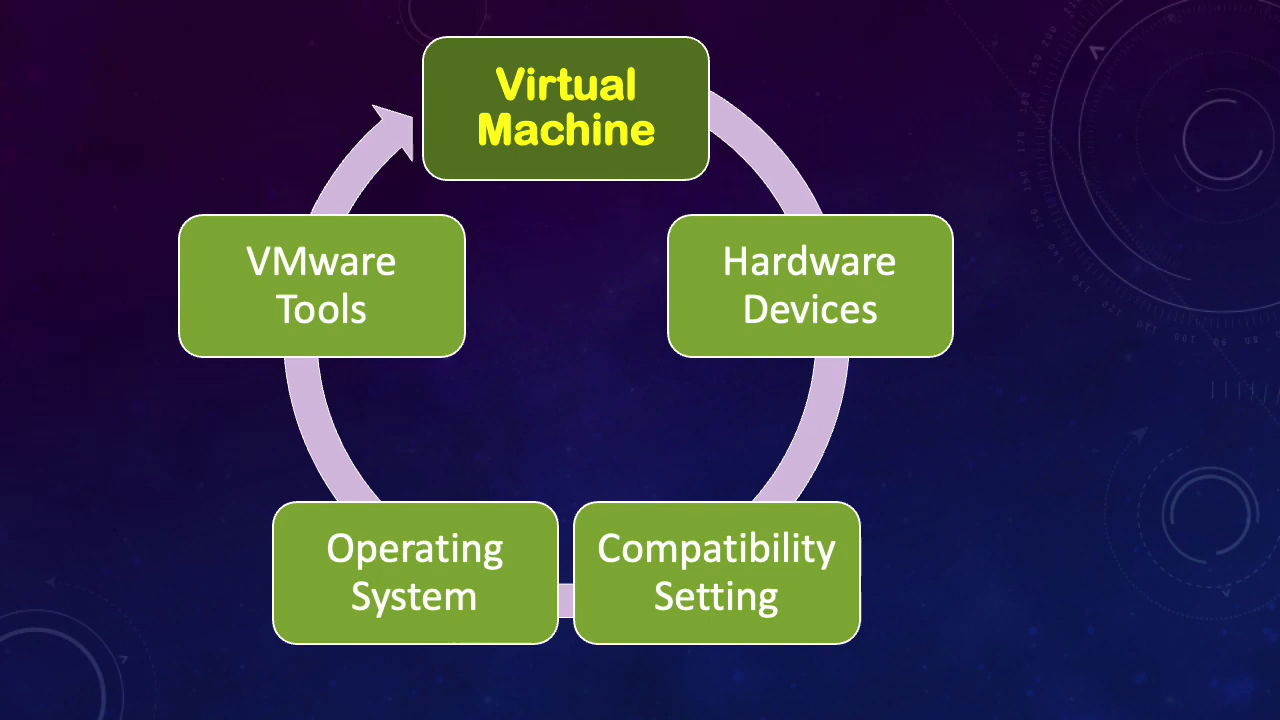 Virtual
Machine
Hardware
Devices
Compatibility
Setting
Operating
System
VMware
Tools